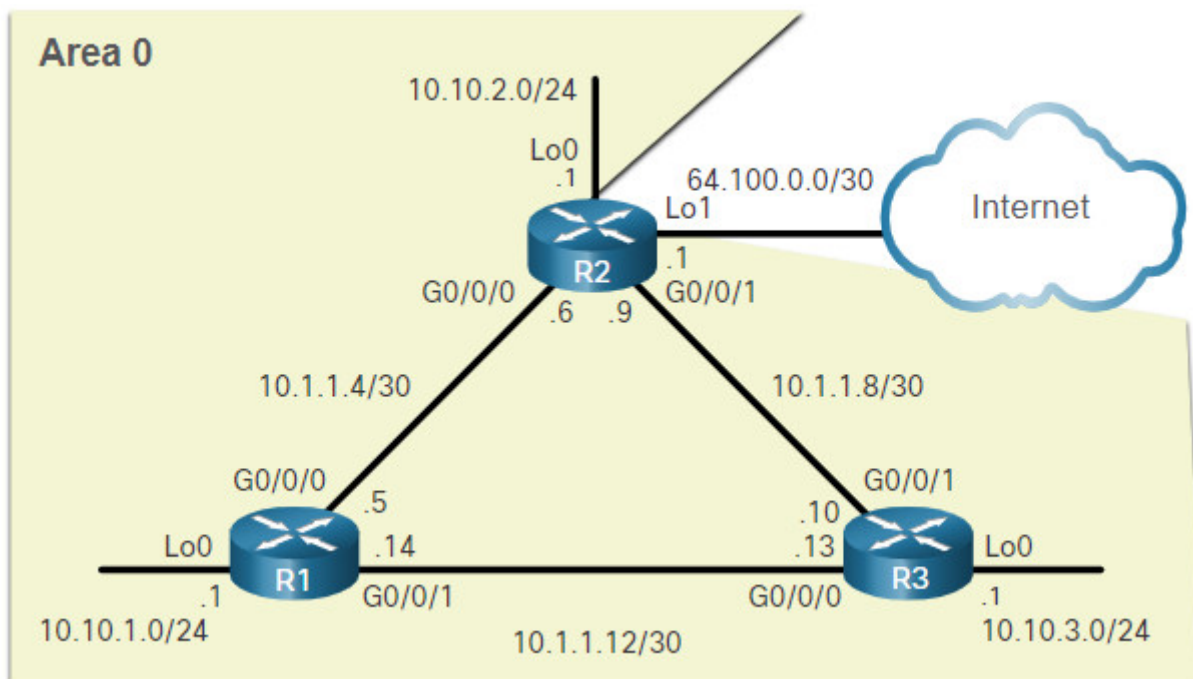 Area 0
10.10.2.0/24
Lo0
.1
64.100.0.0/30
Internet
Lo1
R2
.1
G0/0/0
G0/0/1
.6
.9
10.1.1.4/30
10.1.1.8/30
G0/0/0
G0/0/1
.5
.10
Lo0
.14
.13
Lo0
R1
R3
.1
G0/0/1
G0/0/0
.1
10.10.1.0/24
10.1.1.12/30
10.10.3.0/24